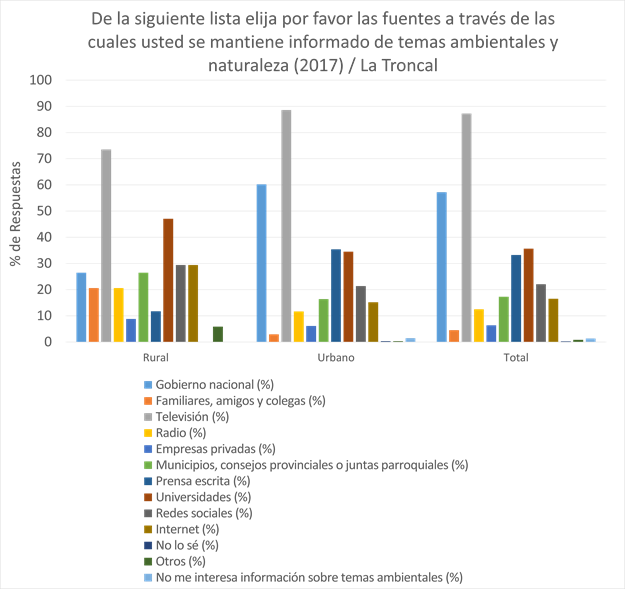 De la siguiente lista elija por favor las fuentes a través de las
cuales usted se mantiene informado de temas ambientales y
naturaleza (2017) / La Troncal
100
90
80
70
60
50
40
30
20
10
0
% de Respuestas
Rural Urbano Total
Gobierno nacional (%)
Familiares, amigos y colegas (%)
Televisión (%)
Radio (%)
Empresas privadas (%)
Municipios, consejos provinciales o juntas parroquiales (%)
Prensa escrita (%)
Universidades (%)
Redes sociales (%)
Internet (%)
No lo sé (%)
Otros (%)
No me interesa información sobre temas ambientales (%)